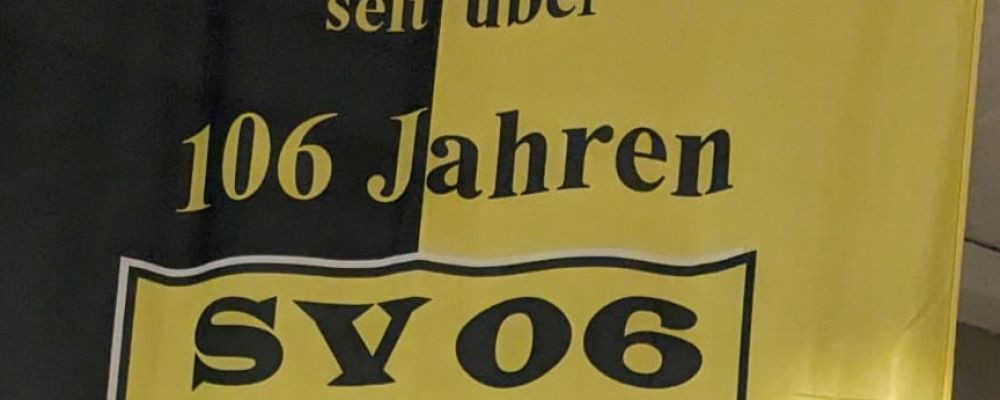 seit über
106 Jahren
SV 06